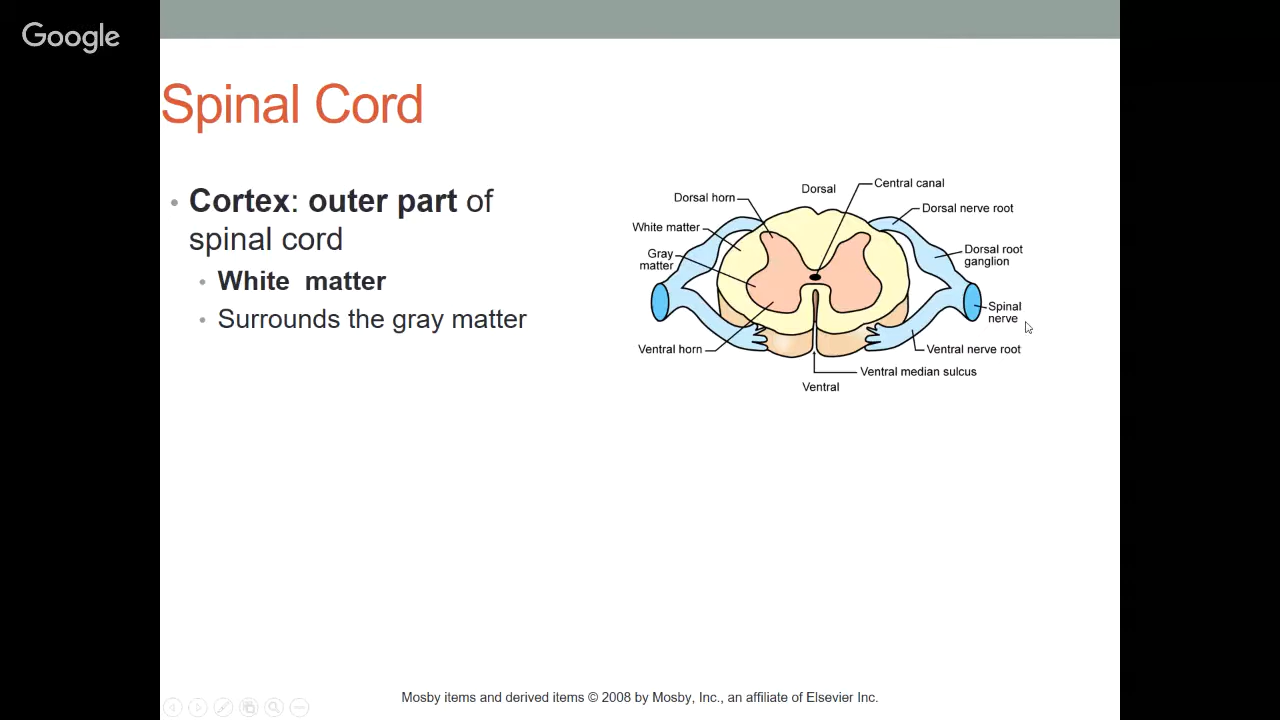 Google
Spinal Cord
• Cortex: outer part of
spinal cord
• White matter
• Surrounds the gray matter
Dorsal horn
Dorsal
Central canal
White matter
Dorsal nerve root
Gray
matter
Dorsal root
ganglion
Spinal
nerve
Ventral horn
Ventral nerve root
Ventral median sulcus
Ventral
Mosby items and derived items © 2008 by Mosby, Inc., an affiliate of Elsevier Inc.